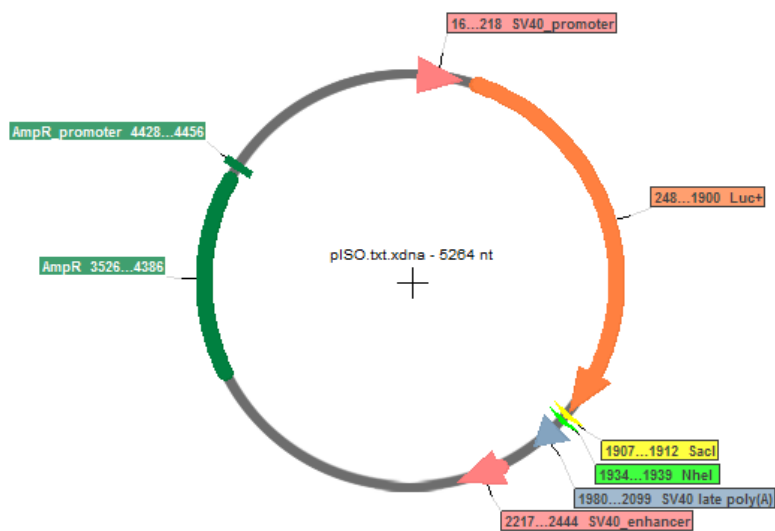 16...218 SV40_promoter
AmpR_promoter 4428...4456
248...1900 Luc+
pISO.txt.xdna - 5264 nt
AmpR 3526...4386
1907...1912 SacI
1934...1939 NheI
1980...2099 SV40 late poly(A)
2217...2444 SV40_enhancer